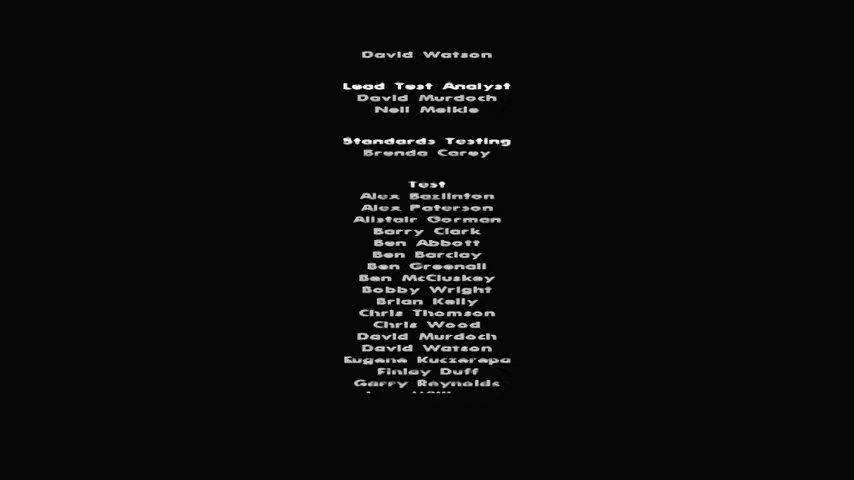 David Watson
Lead Test Analyst
David Murdoch
Neil Meikle
Standards Testing
Brenda Carey
Test
Alex Bazlinton
Alex Paterson
Alistair Gorman
Barry Clark
Ben Abbott
Ben Barclay
Ben Greenall
Ben McCluskey
Bobby Wright
Brian Kelly
Chris Thomson
Chris Wood
David Murdoch
David Watson
Eugene Kuczerepa
Finlay Duff
Garry Reynolds